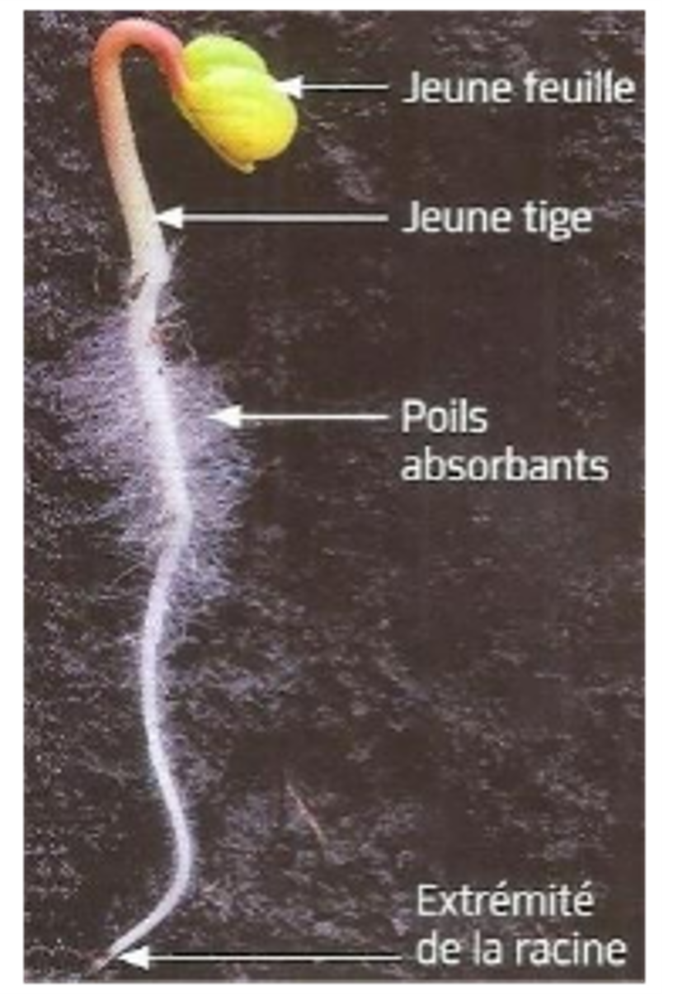 Jeune feuille
Jeune tige
Poils
absorbants
Extrémité
de la racine